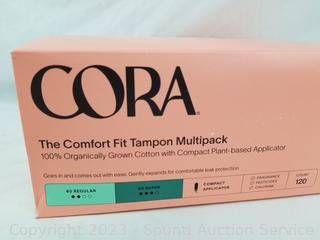 CORA
The Comfort Fit Tampon Multipack
100% Organically Grown Cotton with Compact Plant-based Applicator
Goes in and comes out with ease. Gently expands for comfortable leak protection.
60 REGULAR
60 SUPER
COMPACT
APPLICATOR
FRAGRANCE
PESTICIDES
CHLORINE
COUNT
120
Copyright 2023 - Sound Auction Service